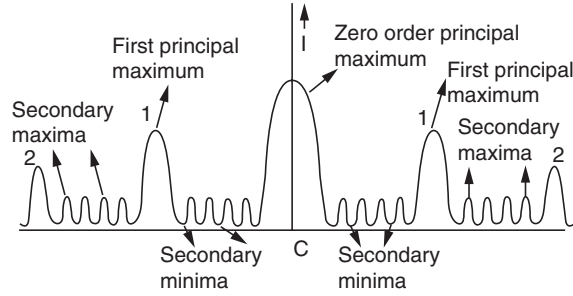 I
Zero order principal
maximum
First principal
maximum
First principal
maximum
1
1
Secondary
maxima
Secondary
maxima
2
2
C
Secondary
minima
Secondary
minima